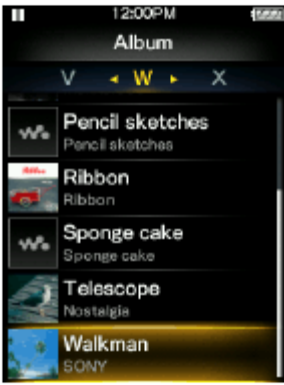 12:00PM
Album
V W X
Pencil sketches
Pencil sketches
Ribbon
Ribbon
Sponge cake
Sponge cake
Telescope
Nostalgia
Walkman
SONY